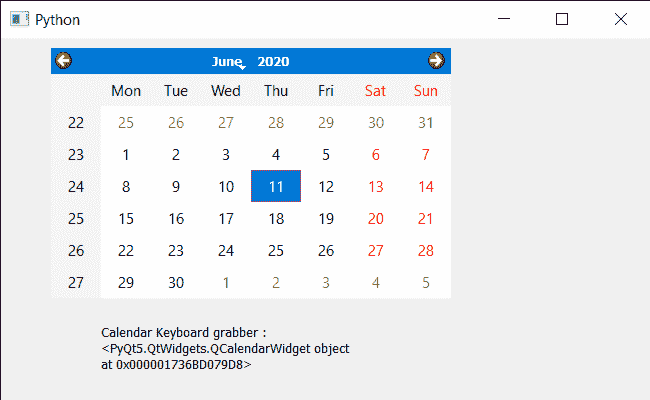 Python
June 2020
Mon Tue Wed Thu Fri Sat Sun
22 25 26 27 28 29 30 31
23 1 2 3 4 5 6 7
24 8 9 10 11 12 13 14
25 15 16 17 18 19 20 21
26 22 23 24 25 26 27 28
27 29 30 1 2 3 4 5
Calendar Keyboard grabber :
<PyQt5.QtWidgets.QCalendarWidget object
at 0x000001736BD079D8>